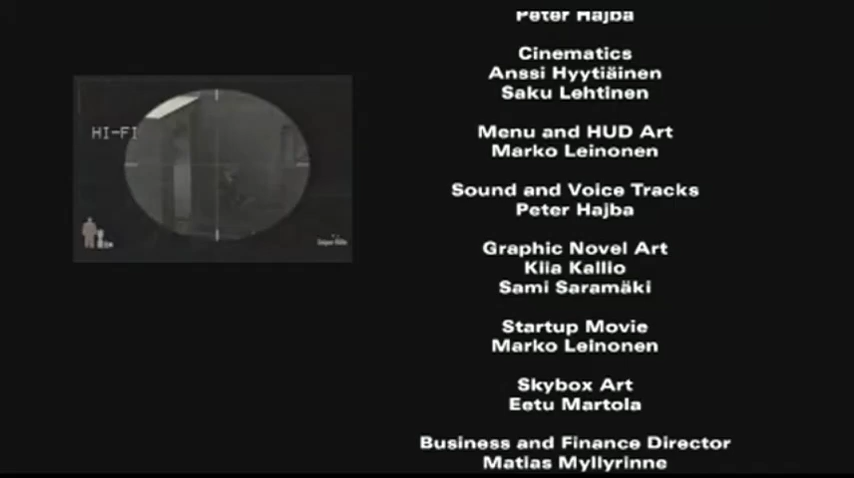 Peter Hajba
Cinematics
Anssi Hyytiäinen
Saku Lehtinen
HI-FI
Menu and HUD Art
Marko Leinonen
Sound and Voice Tracks
Peter Hajba
Graphic Novel Art
Kiia Kallio
Sami Saramäki
Startup Movie
Marko Leinonen
Skybox Art
Eetu Martola
Business and Finance Director
Matias Myllyrinne